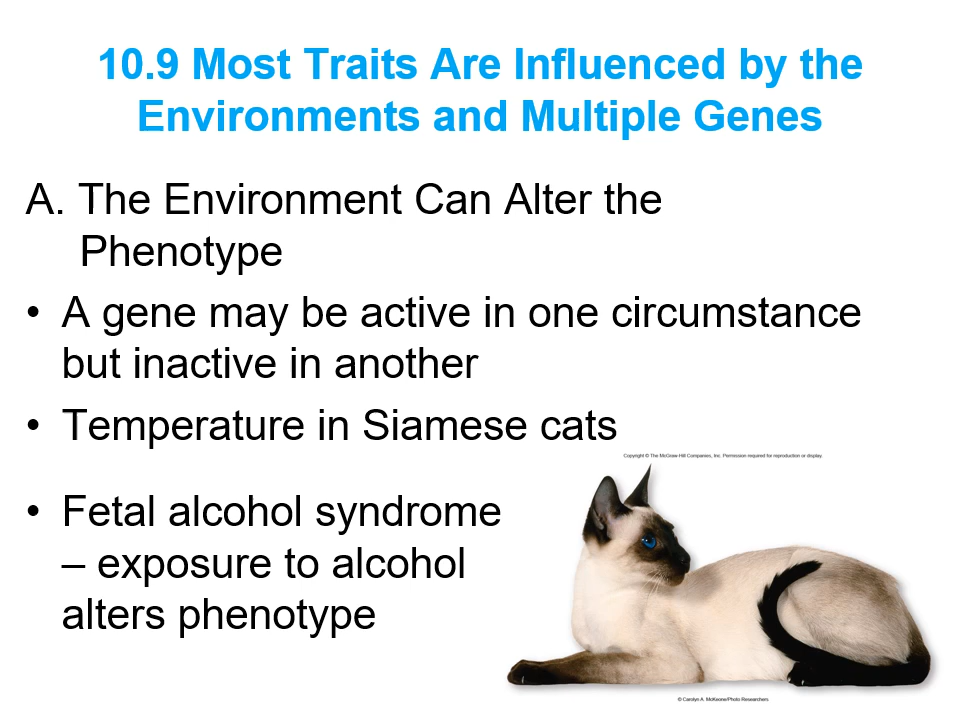 10.9 Most Traits Are Influenced by the
Environments and Multiple Genes
A. The Environment Can Alter the
Phenotype
• A gene may be active in one circumstance
but inactive in another
• Temperature in Siamese cats
Copyright © The McGraw-Hill Companies, Inc. Permission required for reproduction or display.
• Fetal alcohol syndrome
– exposure to alcohol
alters phenotype
© Carolyn A. McKeone/Photo Researchers